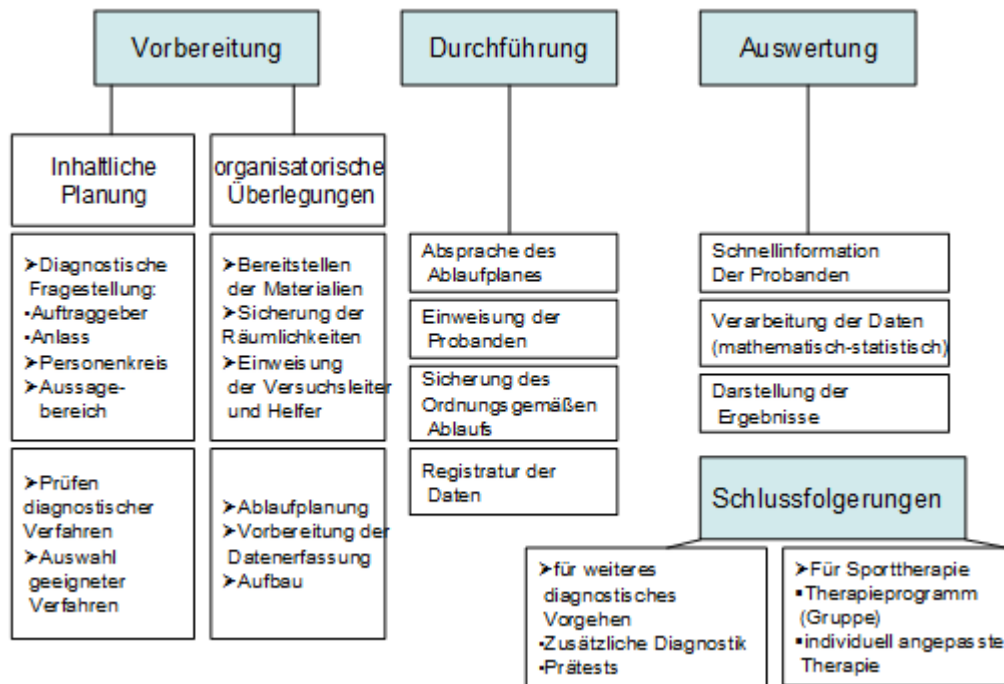 Vorbereitung
Inhaltliche
Planung
➤Diagnostische
Fragestellung:
▪Auftraggeber
▪Anlass
➤Personenkreis
➤Aussage-
bereich
➤Prüfen
diagnostischer
Verfahren
➤Auswahl
geeigneter
Verfahren
organisatorische
Überlegungen
➤Bereitstellen
der Materialien
➤Sicherung der
Räumlichkeiten
➤Einweisung
der Versuchsleiter
und Helfer
➤Ablaufplanung
➤Vorbereitung der
Datenerfassung
➤Aufbau
Durchführung
Absprache des
Ablaufplanes
Einweisung der
Probanden
Sicherung des
Ordnungsgemäßen
Ablaufs
Registratur der
Daten
Auswertung
Schnellinformation
Der Probanden
Verarbeitung der Daten
(mathematisch-statistisch)
Darstellung der
Ergebnisse
Schlussfolgerungen
➤für weiteres
diagnostisches
Vorgehen
▪Zusätzliche Diagnostik
▪Prätests
➤Für Sporttherapie
▪Therapieprogramm
(Gruppe)
▪individuell angepasste
Therapie